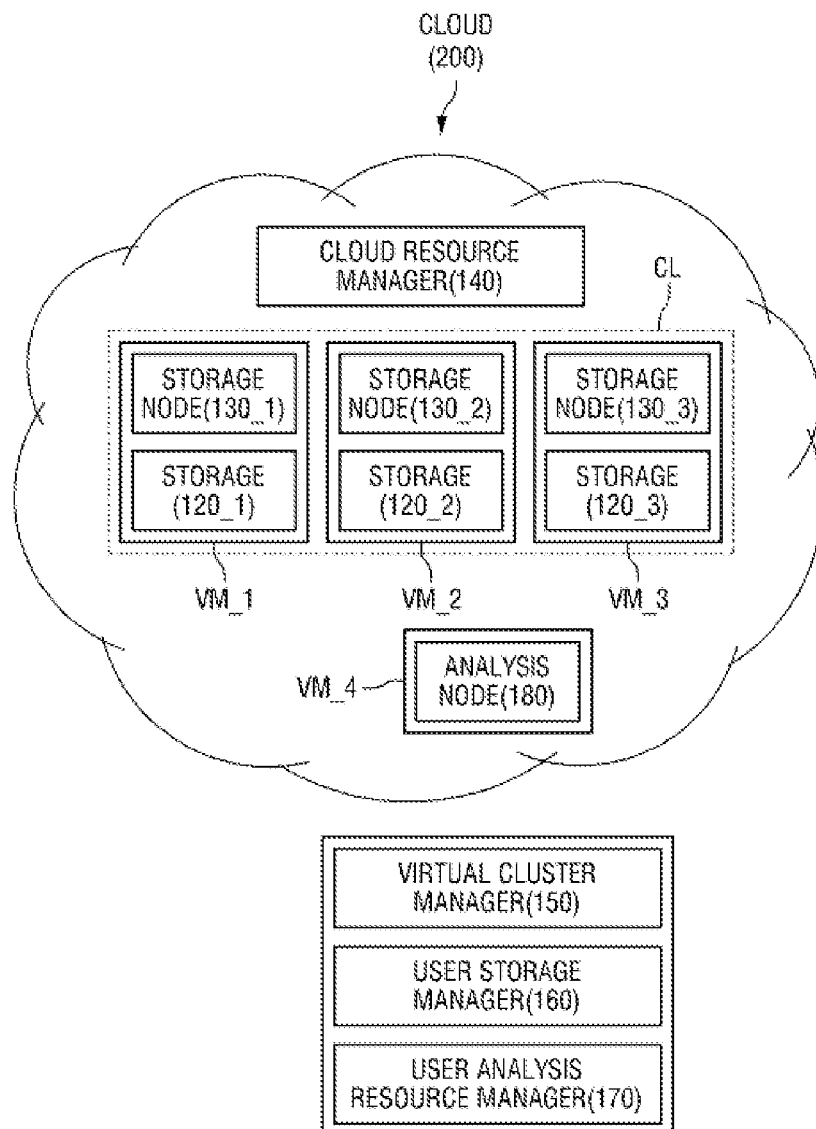 CLOUD
(200)
CLOUD RESOURCE
MANAGER(140)
CL
STORAGE
NODE(130_1)
STORAGE
(120_1)
STORAGE
NODE(130_2)
STORAGE
(120_2)
STORAGE
NODE(130_3)
STORAGE
(120_3)
VM_1
VM_2
VM_3
VM_4
ANALYSIS
NODE(180)
VIRTUAL CLUSTER
MANAGER(150)
USER STORAGE
MANAGER(160)
USER ANALYSIS
RESOURCE MANAGER(170)